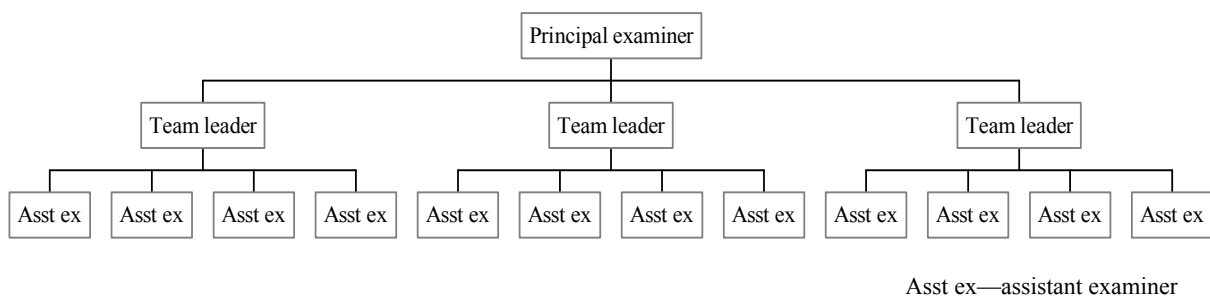 Principal examiner
Team leader Team leader Team leader
Asst ex Asst ex Asst ex Asst ex Asst ex Asst ex Asst ex Asst ex Asst ex Asst ex Asst ex Asst ex
Asst ex—assistant examiner